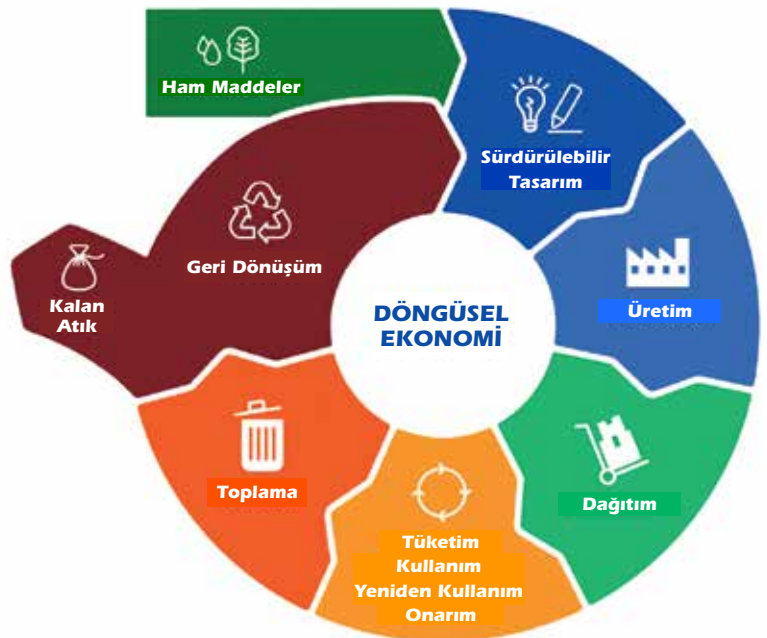 Ham Maddeler
Sürdürülebilir
Tasarım
Üretim
Dağıtım
Tüketim
Kullanım
Yeniden Kullanım
Onarım
Toplama
Geri Dönüşüm
Kalan
Atık
DÖNGÜSEL
EKONOMİ